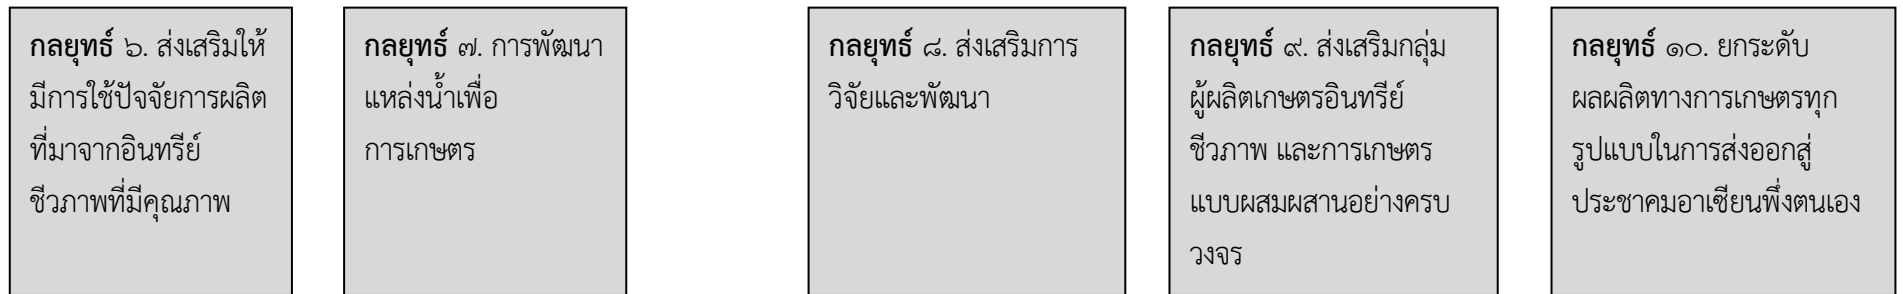 กลยุทธ์ ๖. ส่งเสริมให้
มีการใช้ปัจจัยการผลิต
ที่มาจากอินทรีย์
ชีวภาพที่มีคุณภาพ
กลยุทธ์ ๗. การพัฒนา
แหล่งน้ำเพื่อ
การเกษตร
กลยุทธ์ ๘. ส่งเสริมการ
วิจัยและพัฒนา
กลยุทธ์ ๙. ส่งเสริมกลุ่ม
ผู้ผลิตเกษตรอินทรีย์
ชีวภาพ และการเกษตร
แบบผสมผสานอย่างครบ
วงจร
กลยุทธ์ ๑๐. ยกระดับ
ผลผลิตทางการเกษตรทุก
รูปแบบในการส่งออกสู่
ประชาคมอาเซียนพึ่งตนเอง